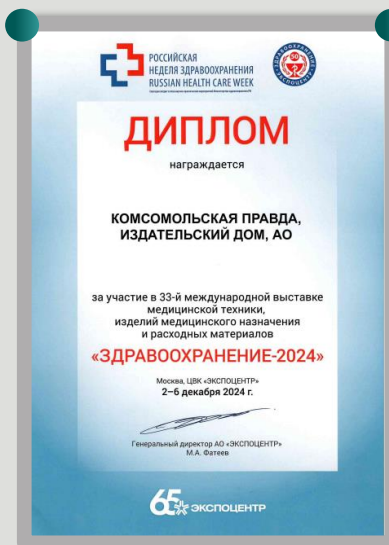 РОССИЙСКАЯ
НЕДЕЛЯ ЗДРАВООХРАНЕНИЯ
RUSSIAN HEALTH CARE WEEK
ЗДРАВООХРАНЕНИЕ
ЭКСПОЦЕНТР
ДИПЛОМ
награждается
КОМСОМОЛЬСКАЯ ПРАВДА,
ИЗДАТЕЛЬСКИЙ ДОМ, АО
за участие в 33-й международной выставке
медицинской техники,
изделий медицинского назначения
и расходных материалов
«ЗДРАВООХРАНЕНИЕ-2024»
Москва, ЦВК «ЭКСПОЦЕНТР»
2–6 декабря 2024 г.
Генеральный директор АО «ЭКСПОЦЕНТР»
М.А. Фатеев
65 ЭКСПОЦЕНТР